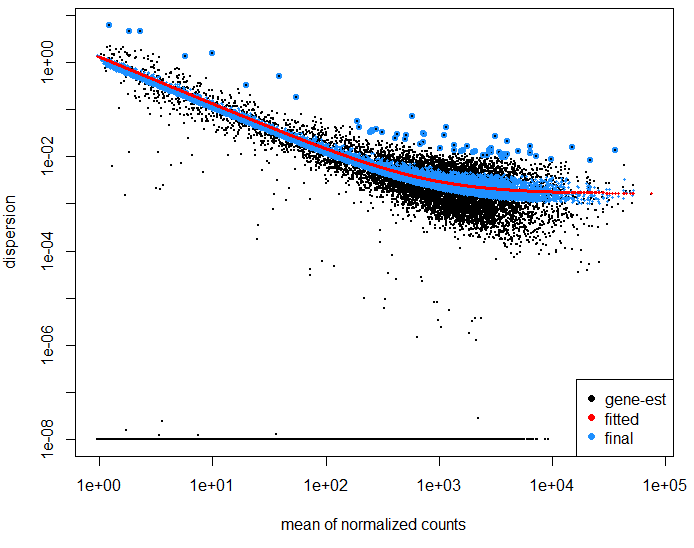 dispersion
1e+00
1e-02
1e-04
1e-06
1e-08
gene-est
fitted
final
1e+00 1e+01 1e+02 1e+03 1e+04 1e+05
mean of normalized counts